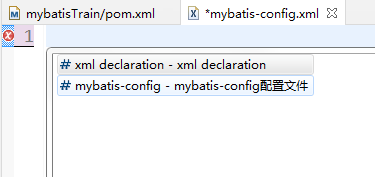 mybatisTrain/pom.xml
*mybatis-config.xml
1
# xml declaration - xml declaration
# mybatis-config - mybatis-config配置文件